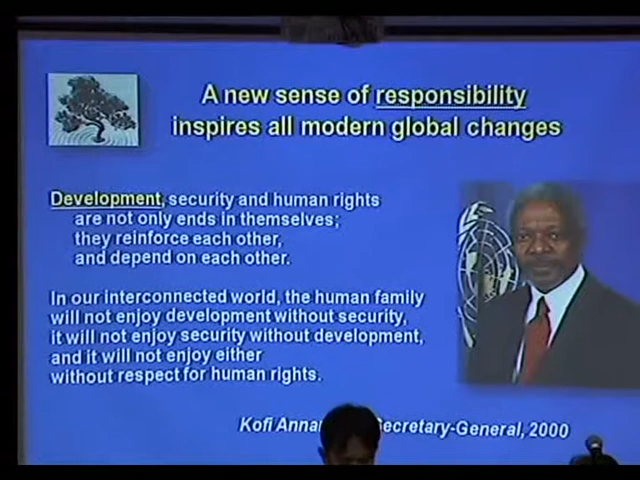 A new sense of responsibility
inspires all modern global changes
Development, security and human rights
are not only ends in themselves;
they reinforce each other,
and depend on each other.
In our interconnected world, the human family
will not enjoy development without security,
it will not enjoy security without development,
and it will not enjoy either
without respect for human rights.
Kofi Secretary-General, 2000